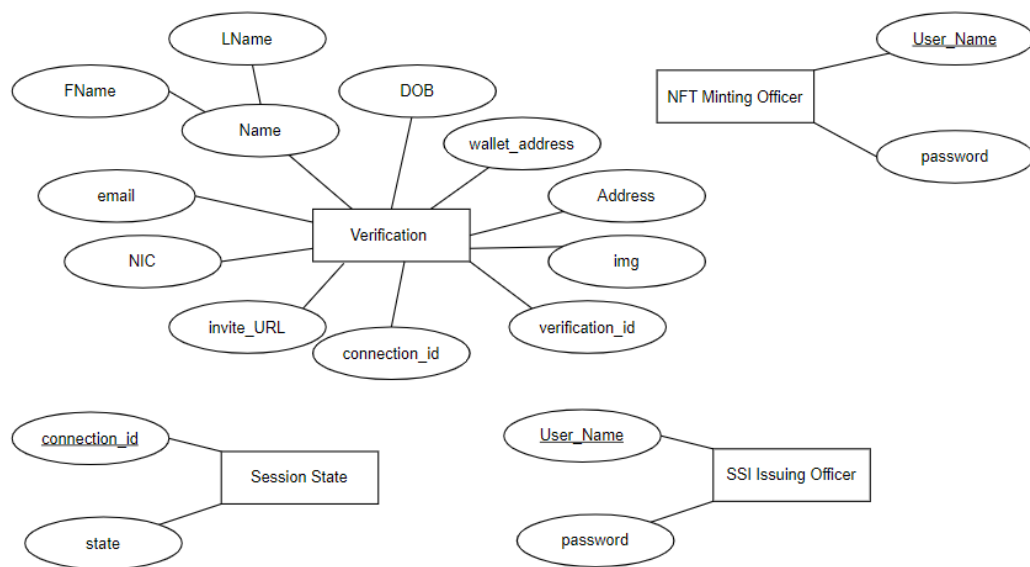 LName
User_Name
FName
DOB
NFT Minting Officer
Name
wallet_address
password
email
Address
Verification
NIC
img
invite_URL
verification_id
connection_id
connection_id
User_Name
Session State
SSI Issuing Officer
state
password